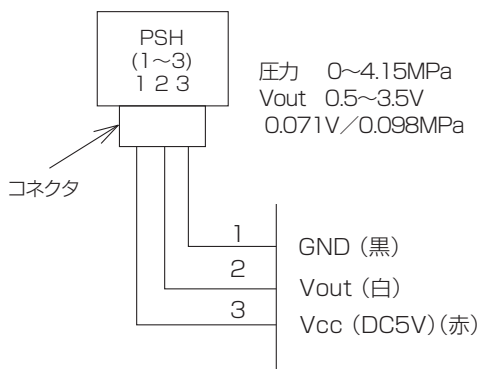 PSH
(1～3)
1 2 3
圧力　0～4.15MPa
Vout 0.5～3.5V
0.071V／0.098MPa
コネクタ
1
GND（黒）
2
Vout（白）
3
Vcc（DC5V）（赤）